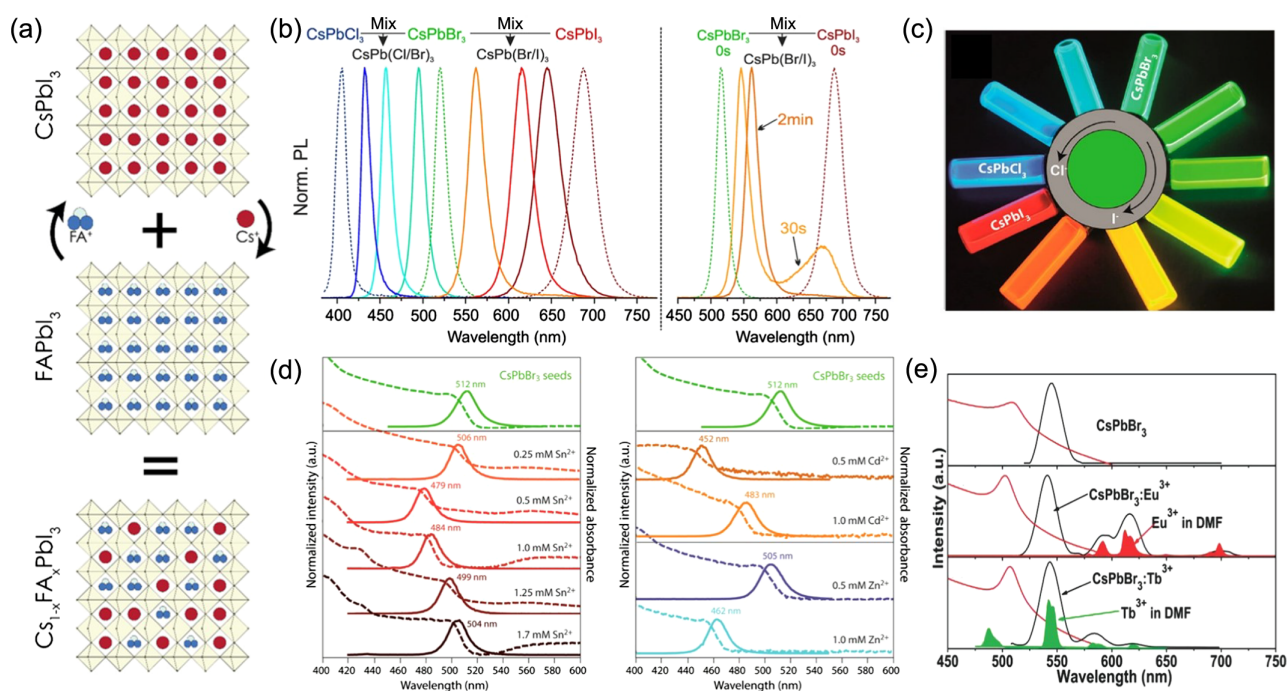 (a)
CsPbI3
FA+
+
Cs+
FAPbI3
=
Cs1-xFAxPbI3
(b)
Mix Mix
CsPbCl3 CsPbBr3 CsPbI3
CsPb(Cl/Br)3 CsPb(Br/I)3
Norm. PL
400 450 500 550 600 650 700 750
Wavelength (nm)
Mix
CsPbBr3 CsPbI3
0s 0s
CsPb(Br/I)3
2min
30s
450 500 550 600 650 700 750
Wavelength (nm)
(c)
CsPbBr3
CsPbCl3
CsPbI3
Cl-
I-
(d)
Normalized intensity (a.u.)
Normalized absorbance
CsPbBr3 seeds
512 nm
506 nm
0.25 mM Sn2+
479 nm
0.5 mM Sn2+
484 nm
1.0 mM Sn2+
499 nm
1.25 mM Sn2+
504 nm
1.7 mM Sn2+
400 420 440 460 480 500 520 540 560 580 600
Wavelength (nm)
Normalized intensity (a.u.)
Normalized absorbance
CsPbBr3 seeds
512 nm
452 nm
0.5 mM Cd2+
483 nm
1.0 mM Cd2+
505 nm
0.5 mM Zn2+
462 nm
1.0 mM Zn2+
400 420 440 460 480 500 520 540 560 580 600
Wavelength (nm)
(e)
Intensity (a.u.)
CsPbBr3
CsPbBr3:Eu3+
Eu3+ in DMF
CsPbBr3:Tb3+
Tb3+ in DMF
450 500 550 600 650 700 750
Wavelength (nm)